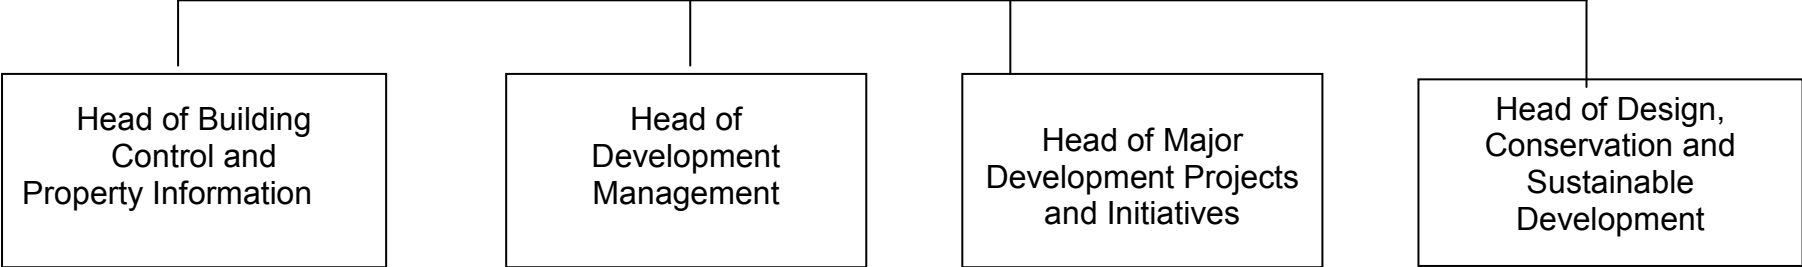 Head of Building
Control and
Property Information
Head of
Development
Management
Head of Major
Development Projects
and Initiatives
Head of Design,
Conservation and
Sustainable
Development